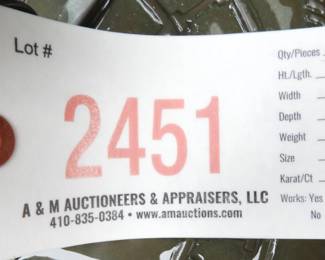 Lot #
Qty/Pieces
Ht./Lgth.
Width
Depth
Weight
Size
Karat/Ct
Works: Yes
No
2451
A & M AUCTIONEERS & APPRAISERS, LLC
410-835-0384 • www.amauctions.com